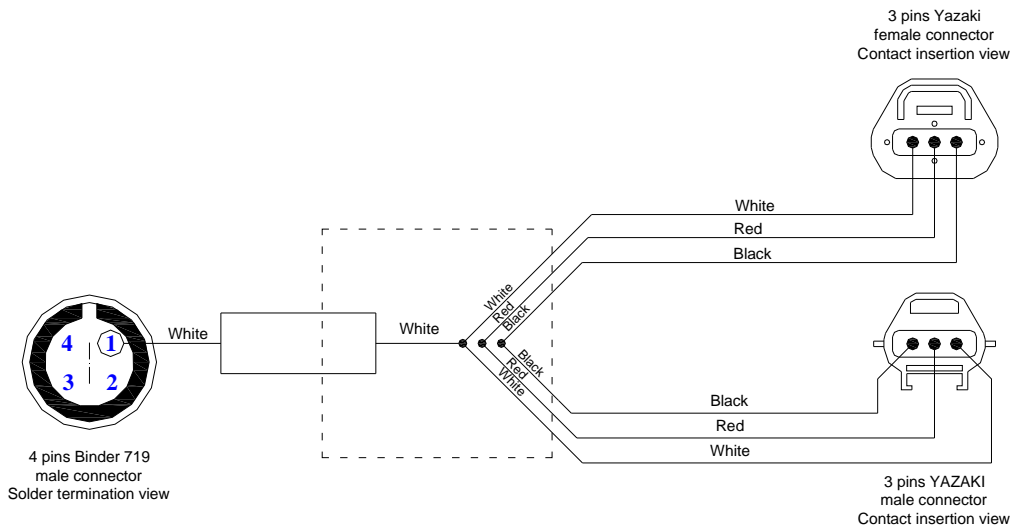 3 pins Yazaki
female connector
Contact insertion view
White
Red
Black
White
Red
Black
4
1
3
2
White
White
Black
Red
White
Black
Red
White
4 pins Binder 719
male connector
Solder termination view
3 pins YAZAKI
male connector
Contact insertion view